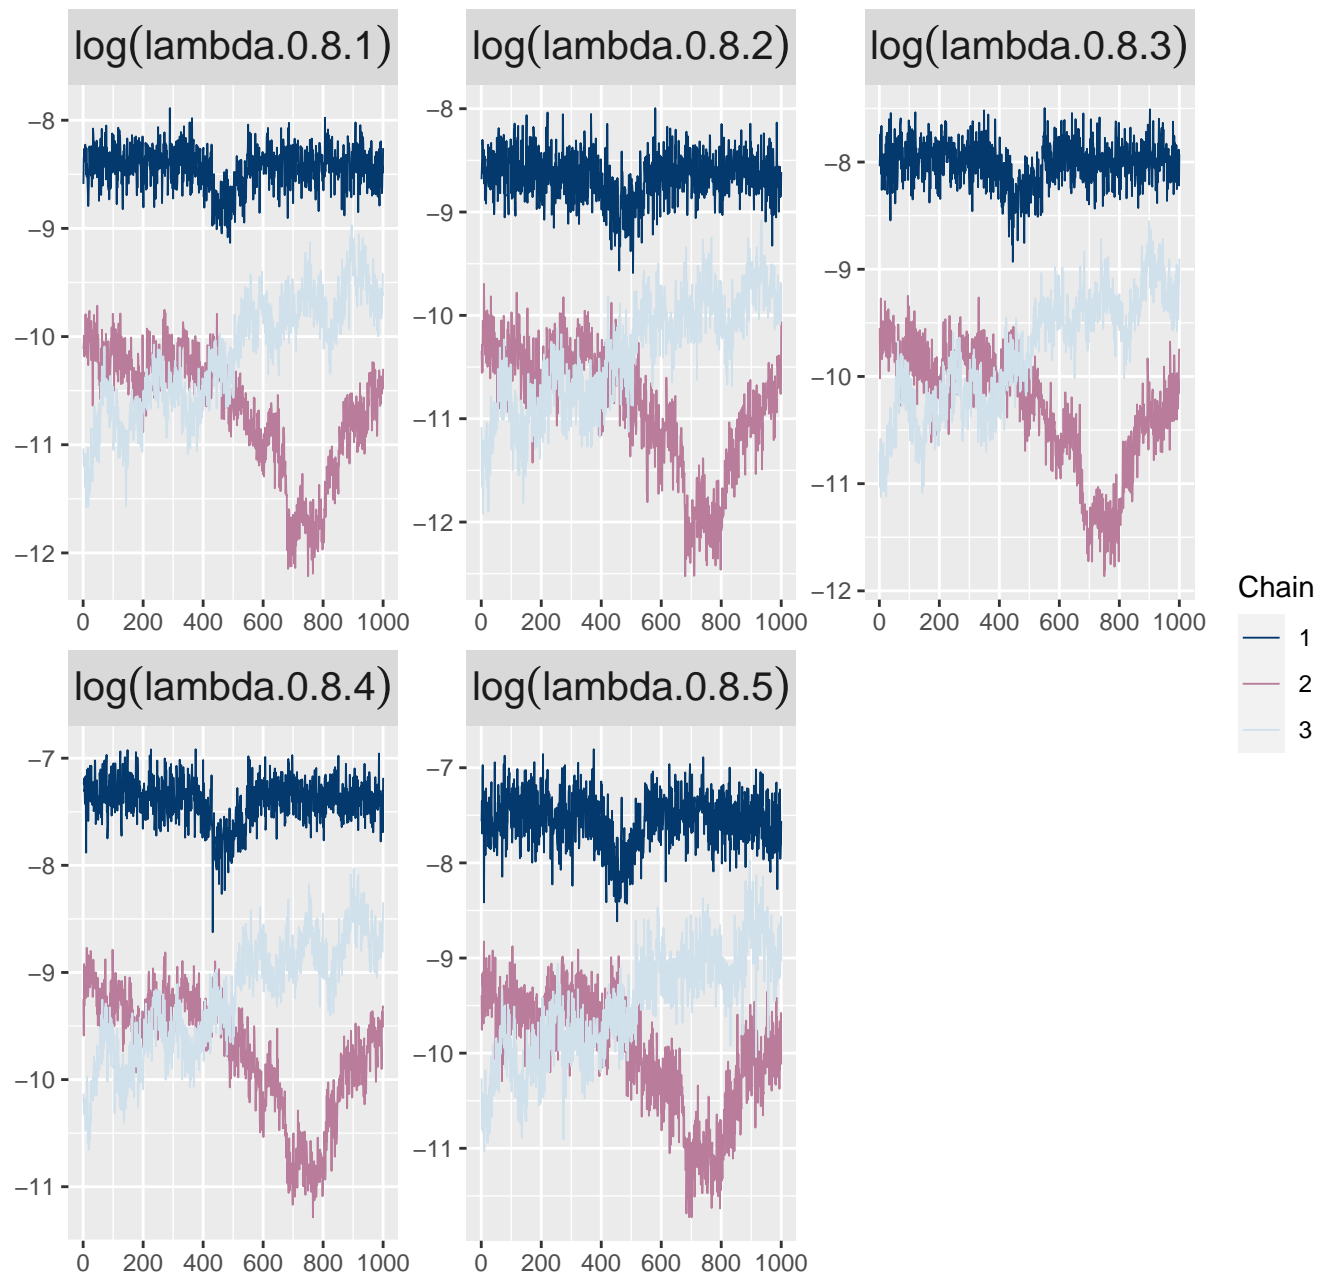 log(lambda.0.8.1)
−8
−9
−10
−11
−12
0 200 400 600 800 1000
log(lambda.0.8.2)
−8
−9
−10
−11
−12
0 200 400 600 800 1000
log(lambda.0.8.3)
−8
−9
−10
−11
−12
0 200 400 600 800 1000
log(lambda.0.8.4)
−7
−8
−9
−10
−11
0 200 400 600 800 1000
log(lambda.0.8.5)
−7
−8
−9
−10
−11
0 200 400 600 800 1000
Chain
1
2
3